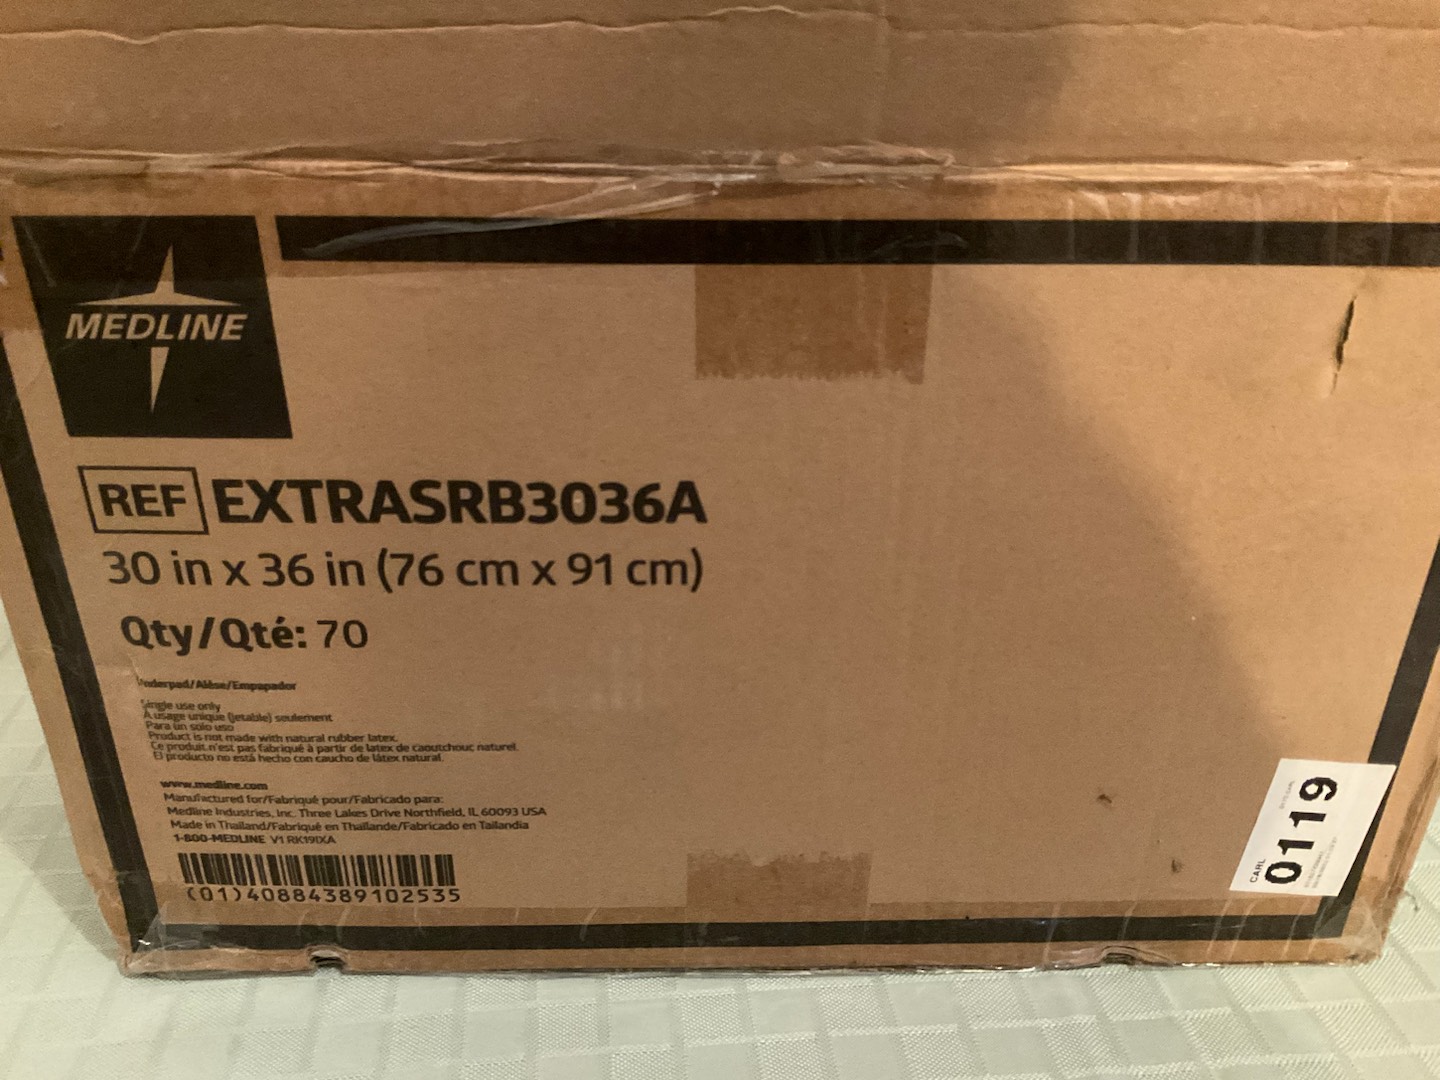 MEDLINE
REF EXTRASRB3036A
30 in x 36 in (76 cm x 91 cm)
Qty/Qté: 70
Underpad/Alèse/Empapador
Single use only
À usage unique (jetable) seulement
Para un solo uso
Product is not made with natural rubber latex.
Ce produit n'est pas fabriqué à partir de latex de caoutchouc naturel.
El producto no está hecho con caucho de látex natural.
www.medline.com
Manufactured for/Fabriqué pour/Fabricado para:
Medline Industries, Inc. Three Lakes Drive Northfield, IL 60093 USA
Made in Thailand/Fabriqué en Thaïlande/Fabricado en Tailandia
1-800-MEDLINE V1 RK19IXA
(01)40884389102535
CARL
0119